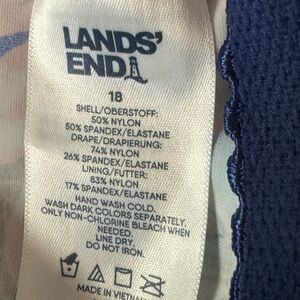 LANDS'
END
18
SHELL/OBERSTOFF:
50% NYLON
50% SPANDEX/ELASTANE
DRAPE/DRAPIERUNG:
74% NYLON
26% SPANDEX/ELASTANE
LINING/FUTTER:
83% NYLON
17% SPANDEX/ELASTANE
HAND WASH COLD.
WASH DARK COLORS SEPARATELY.
ONLY NON-CHLORINE BLEACH WHEN
NEEDED.
LINE DRY.
DO NOT IRON.
MADE IN VIETNAM